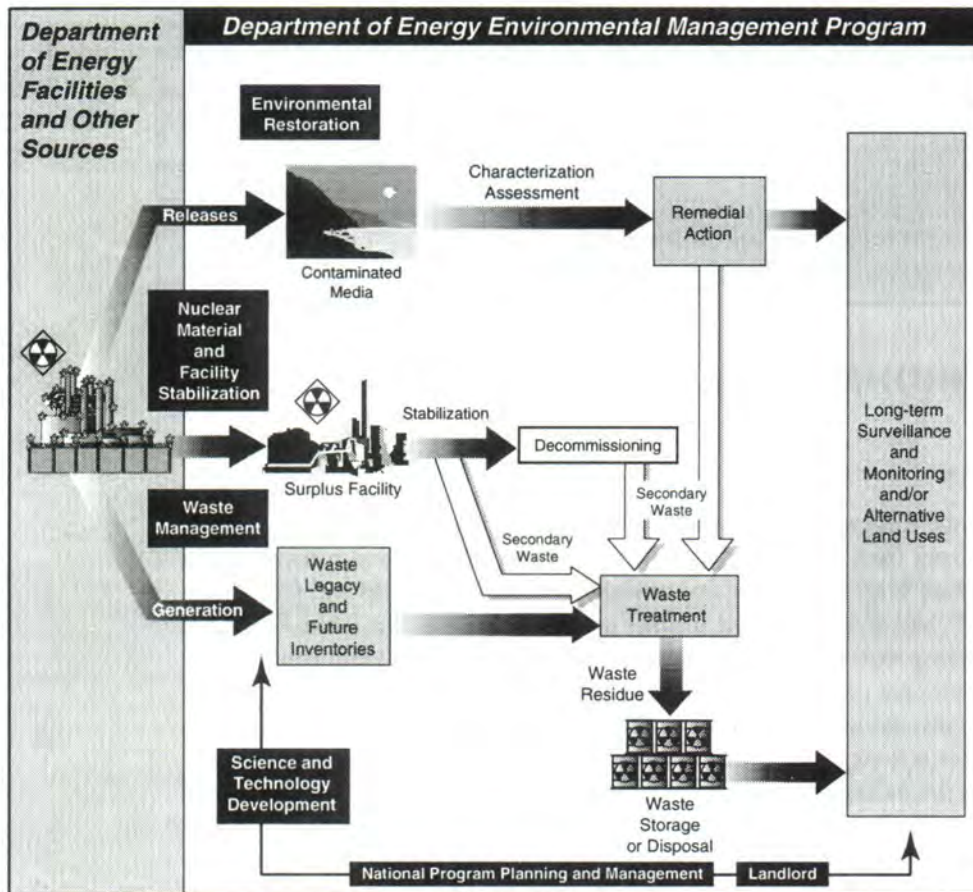 Department
of Energy
Facilities
and Other
Sources
Department of Energy Environmental Management Program
Environmental
Restoration
Releases
Contaminated
Media
Characterization
Assessment
Remedial
Action
Nuclear
Material
and
Facility
Stabilization
Surplus Facility
Stabilization
Decommissioning
Secondary
Waste
Secondary
Waste
Waste
Management
Generation
Waste
Legacy
and
Future
Inventories
Waste
Treatment
Waste
Residue
Waste
Storage
or Disposal
Long-term
Surveillance
and
Monitoring
and/or
Alternative
Land Uses
Science and
Technology
Development
National Program Planning and Management
Landlord